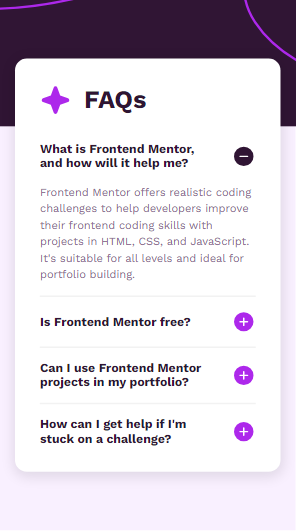 FAQs
What is Frontend Mentor,
and how will it help me?
Frontend Mentor offers realistic coding
challenges to help developers improve
their frontend coding skills with
projects in HTML, CSS, and JavaScript.
It's suitable for all levels and ideal for
portfolio building.
Is Frontend Mentor free?
Can I use Frontend Mentor
projects in my portfolio?
How can I get help if I'm
stuck on a challenge?